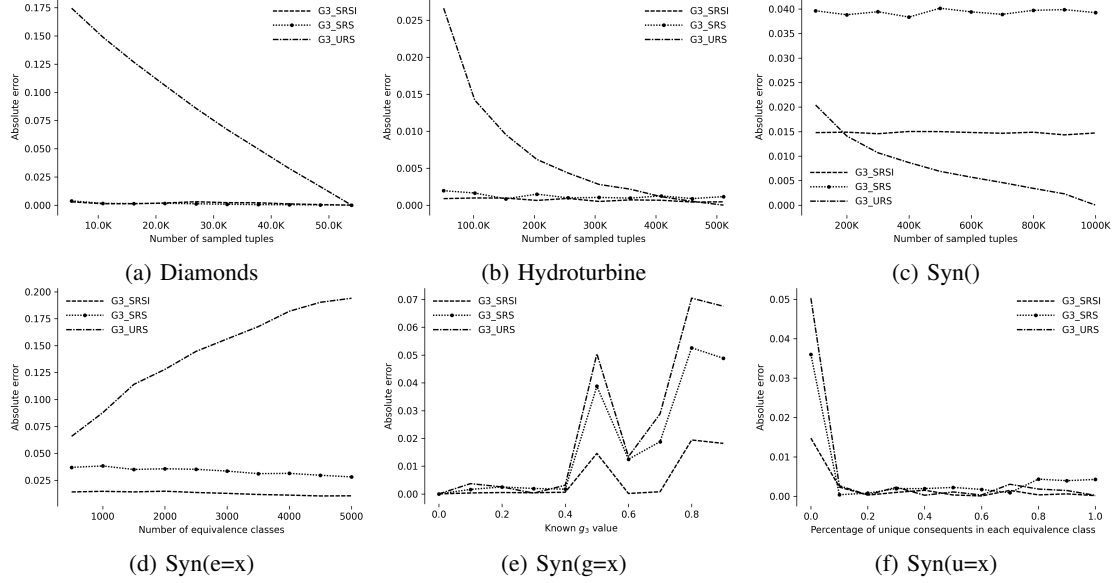 0.175
0.150
0.125
0.100
0.075
0.050
0.025
0.000
Absolute error
G3_SRSI
G3_SRS
G3_URS
10.0K 20.0K 30.0K 40.0K 50.0K
Number of sampled tuples
(a) Diamonds
0.025
0.020
0.015
0.010
0.005
0.000
Absolute error
G3_SRSI
G3_SRS
G3_URS
100.0K 200K 300K 400K 500K
Number of sampled tuples
(b) Hydroturbine
0.040
0.035
0.030
0.025
0.020
0.015
0.010
0.005
0.000
Absolute error
G3_SRSI
G3_SRS
G3_URS
200K 400K 600K 800K 1000K
Number of sampled tuples
(c) Syn()
0.200
0.175
0.150
0.125
0.100
0.075
0.050
0.025
Absolute error
G3_SRSI
G3_SRS
G3_URS
1000 2000 3000 4000 5000
Number of equivalence classes
(d) Syn(e=x)
0.07
0.06
0.05
0.04
0.03
0.02
0.01
0.00
Absolute error
G3_SRSI
G3_SRS
G3_URS
0.0 0.2 0.4 0.6 0.8
Known g₃ value
(e) Syn(g=x)
0.05
0.04
0.03
0.02
0.01
0.00
Absolute error
G3_SRSI
G3_SRS
G3_URS
0.0 0.2 0.4 0.6 0.8 1.0
Percentage of unique consequents in each equivalence class
(f) Syn(u=x)